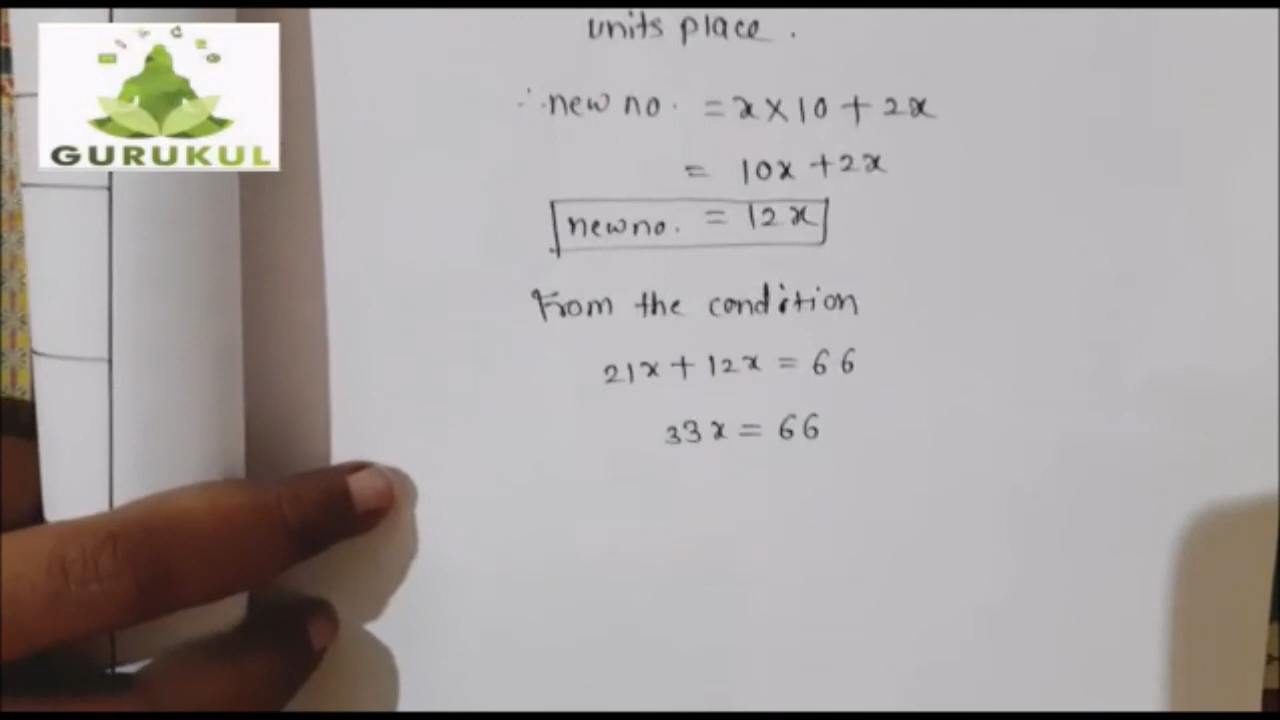 GURUKUL
units place.
∴ new no. = x × 10 + 2x
= 10x + 2x
new no. = 12x
From the condition
21x + 12x = 66
33x = 66